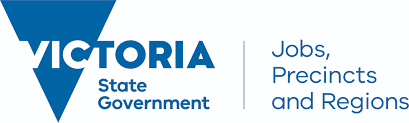 VICTORIA
State
Government
Jobs,
Precincts
and Regions